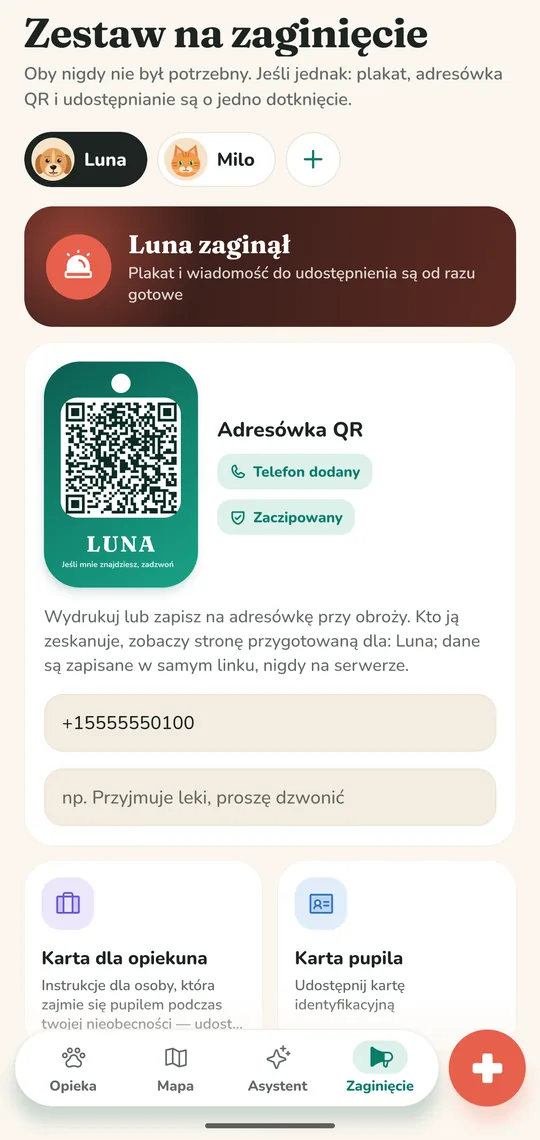 Zestaw na zaginięcie
Oby nigdy nie był potrzebny. Jeśli jednak: plakat, adresówka
QR i udostępnianie są o jedno dotknięcie.
Luna
Milo
Luna zaginął
Plakat i wiadomość do udostępnienia są od razu
gotowe
LUNA
Jeśli mnie znajdziesz, zadzwoń
Adresówka QR
Telefon dodany
Zaczipowany
Wydrukuj lub zapisz na adresówkę przy obroży. Kto ją
zeskanuje, zobaczy stronę przygotowaną dla: Luna; dane
są zapisane w samym linku, nigdy na serwerze.
+15555550100
np. Przyjmuje leki, proszę dzwonić
Karta dla opiekuna
Instrukcje dla osoby, która
zajmie się pupilem podczas
twojej nieobecności — udost...
Karta pupila
Udostępnij kartę
identyfikacyjną
Opieka
Mapa
Asystent
Zaginięcie